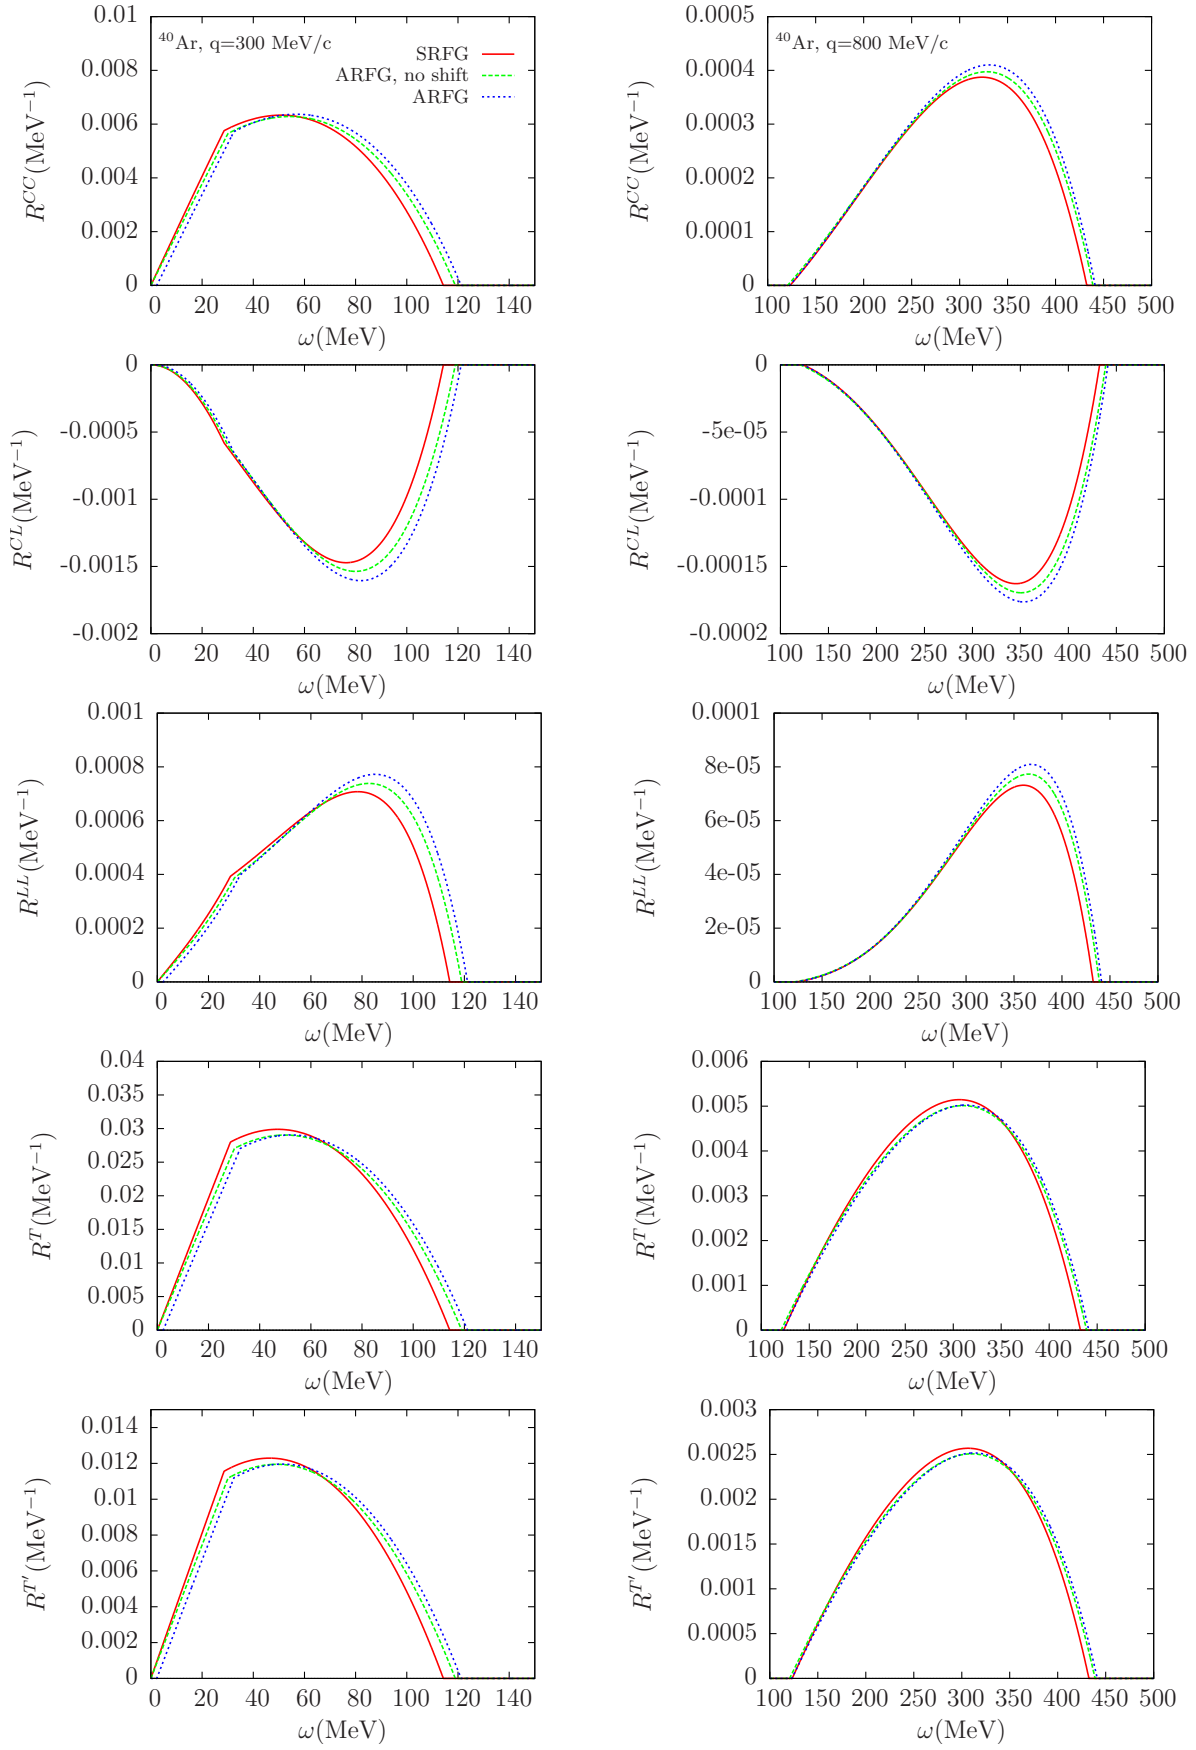 0.01
0.008
0.006
0.004
0.002
0
R^{CC}(MeV^{−1})
^{40}Ar, q=300 MeV/c
SRFG
ARFG, no shift
ARFG
0 20 40 60 80 100 120 140
ω(MeV)
0.0005
0.0004
0.0003
0.0002
0.0001
0
R^{CC}(MeV^{−1})
^{40}Ar, q=800 MeV/c
100 150 200 250 300 350 400 450 500
ω(MeV)
0
-0.0005
-0.001
-0.0015
-0.002
R^{CL}(MeV^{−1})
0 20 40 60 80 100 120 140
ω(MeV)
0
-5e-05
-0.0001
-0.00015
-0.0002
R^{CL}(MeV^{−1})
100 150 200 250 300 350 400 450 500
ω(MeV)
0.001
0.0008
0.0006
0.0004
0.0002
0
R^{LL}(MeV^{−1})
0 20 40 60 80 100 120 140
ω(MeV)
0.0001
8e-05
6e-05
4e-05
2e-05
0
R^{LL}(MeV^{−1})
100 150 200 250 300 350 400 450 500
ω(MeV)
0.04
0.035
0.03
0.025
0.02
0.015
0.01
0.005
0
R^{T}(MeV^{−1})
0 20 40 60 80 100 120 140
ω(MeV)
0.006
0.005
0.004
0.003
0.002
0.001
0
R^{T}(MeV^{−1})
100 150 200 250 300 350 400 450 500
ω(MeV)
0.014
0.012
0.01
0.008
0.006
0.004
0.002
0
R^{T′}(MeV^{−1})
0 20 40 60 80 100 120 140
ω(MeV)
0.003
0.0025
0.002
0.0015
0.001
0.0005
0
R^{T′}(MeV^{−1})
100 150 200 250 300 350 400 450 500
ω(MeV)